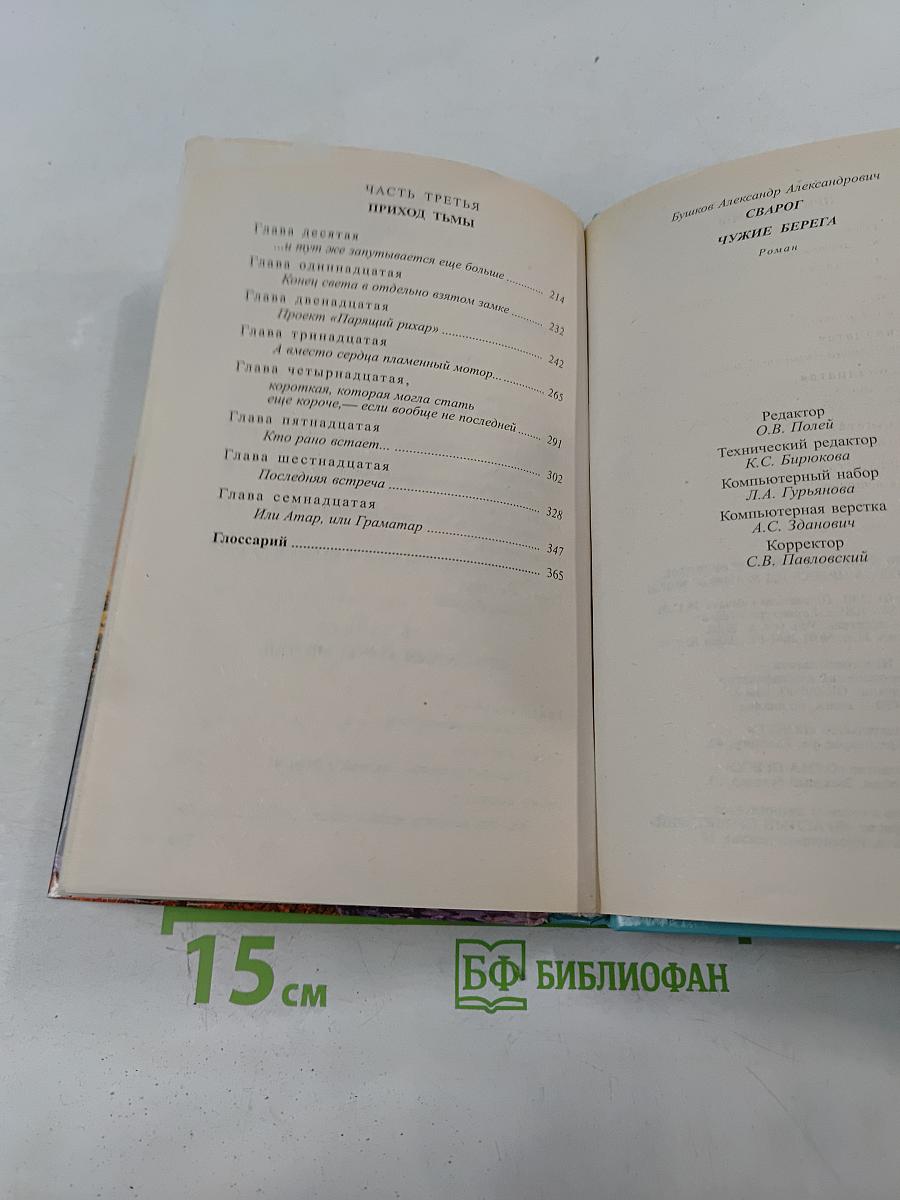 ЧАСТЬ ТРЕТЬЯ
ПРИХОД ТЬМЫ
Глава десятая
...и тут же запутывается еще больше ............ 214
Глава одиннадцатая
Конец света в отдельно взятом замке ............ 232
Глава двенадцатая
Проект «Парящий рихар» ............ 242
Глава тринадцатая
А вместо сердца пламенный мотор... ............ 265
Глава четырнадцатая,
короткая, которая могла стать
еще короче,— если вообще не последней ............ 291
Глава пятнадцатая
Кто рано встает... ............ 302
Глава шестнадцатая
Последняя встреча ............ 328
Глава семнадцатая
Или Атар, или Граматар ............ 347
Глоссарий ............ 365
Бушков Александр Александрович
СВАРОГ
ЧУЖИЕ БЕРЕГА
Роман
Редактор
О.В. Полей
Технический редактор
К.С. Бирюкова
Компьютерный набор
Л.А. Гурьянова
Компьютерная верстка
А.С. Зданович
Корректор
С.В. Павловский
15 см
БФ БИБЛИОФАН